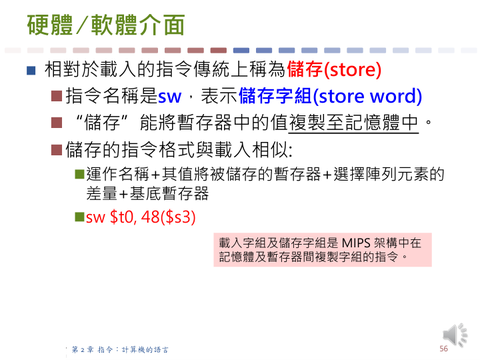 硬體/軟體介面
相對於載入的指令傳統上稱為儲存(store)
指令名稱是sw，表示儲存字組(store word)
“儲存”能將暫存器中的值複製至記憶體中。
儲存的指令格式與載入相似:
運作名稱+其值將被儲存的暫存器+選擇陣列元素的
差量+基底暫存器
sw $t0, 48($s3)
載入字組及儲存字組是 MIPS 架構中在
記憶體及暫存器間複製字組的指令。
第 2 章 指令：計算機的語言
56